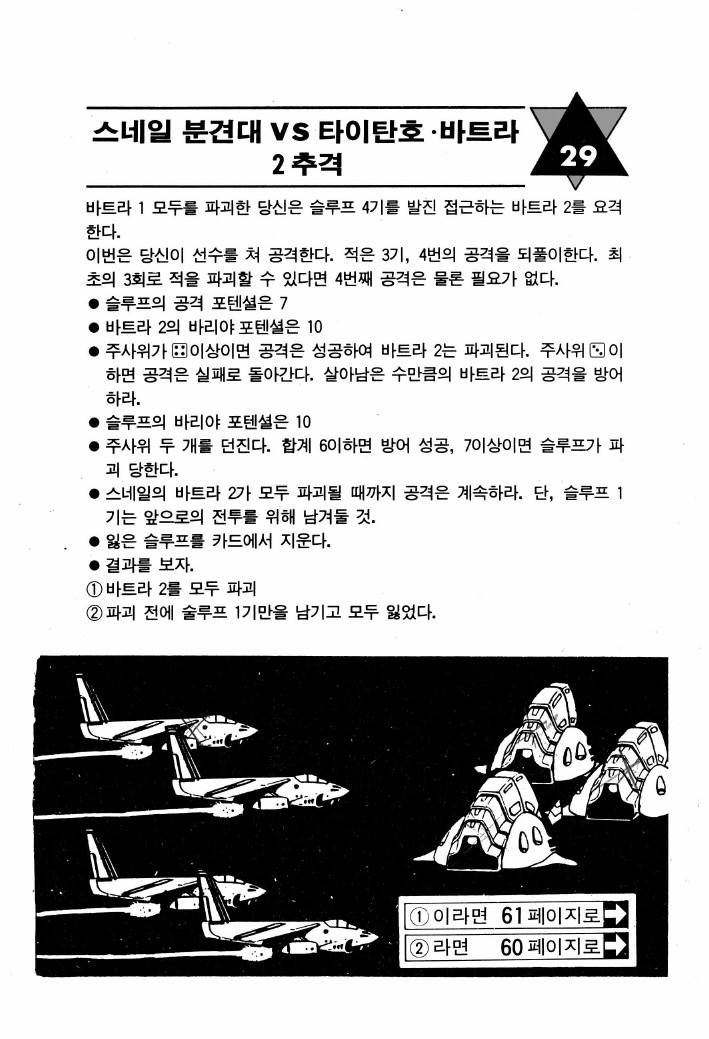 스네일 분견대 VS 타이탄호·바트라
2 추격
29
바트라 1 모두를 파괴한 당신은 슬루프 4기를 발진 접근하는 바트라 2를 요격
한다.
이번은 당신이 선수를 쳐 공격한다. 적은 3기, 4번의 공격을 되풀이한다. 최
초의 3회로 적을 파괴할 수 있다면 4번째 공격은 물론 필요가 없다.
● 슬루프의 공격 포텐셜은 7
● 바트라 2의 바리야 포텐셜은 10
● 주사위가 ⚃이상이면 공격은 성공하여 바트라 2는 파괴된다. 주사위 ⚂이
하면 공격은 실패로 돌아간다. 살아남은 수만큼의 바트라 2의 공격을 방어
하라.
● 슬루프의 바리야 포텐셜은 10
● 주사위 두 개를 던진다. 합계 6이하면 방어 성공, 7이상이면 슬루프가 파
괴 당한다.
● 스네일의 바트라 2가 모두 파괴될 때까지 공격은 계속하라. 단, 슬루프 1
기는 앞으로의 전투를 위해 남겨둘 것.
● 잃은 슬루프를 카드에서 지운다.
● 결과를 보자.
① 바트라 2를 모두 파괴
② 파괴 전에 술루프 1기만을 남기고 모두 잃었다.
① 이라면 61 페이지로
② 라면 60 페이지로